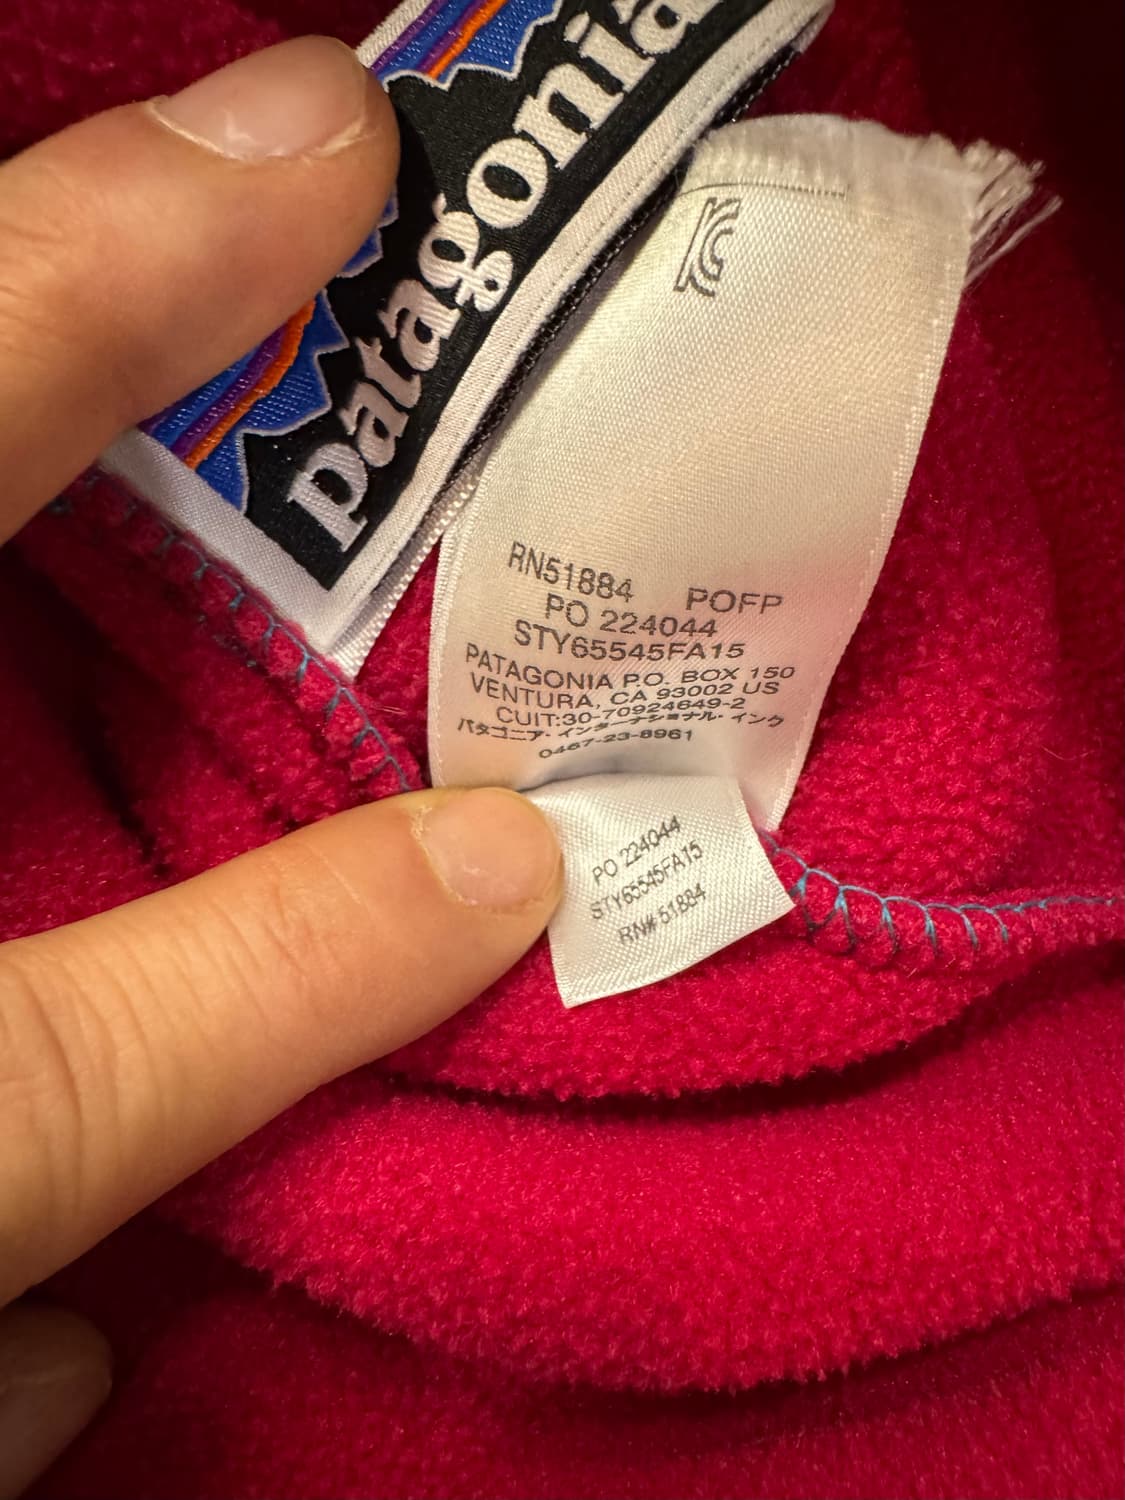 patagonia
KC
RN51884 POFP
PO 224044
STY65545FA15
PATAGONIA P.O. BOX 150
VENTURA, CA 93002 US
CUIT:30-70924649-2
パタゴニア・インターナショナル・インク
0467-23-8961
PO 224044
STY65545FA15
RN# 51884